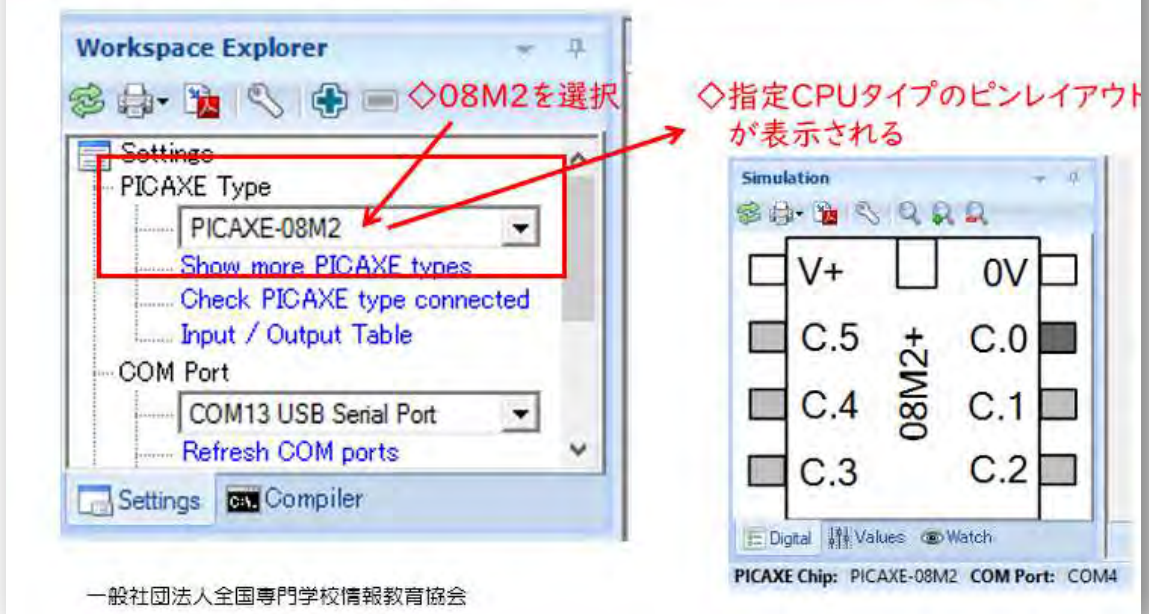 Workspace Explorer
◇08M2を選択
Settings
PICAXE Type
PICAXE-08M2
Show more PICAXE types
Check PICAXE type connected
Input / Output Table
COM Port
COM13 USB Serial Port
Refresh COM ports
Settings
Compiler
◇指定CPUタイプのピンレイアウト
が表示される
Simulation
V+ 0V
C.5 C.0
08M2+
C.4 C.1
C.3 C.2
Digital Values Watch
PICAXE Chip: PICAXE-08M2 COM Port: COM4
一般社団法人全国専門学校情報教育協会